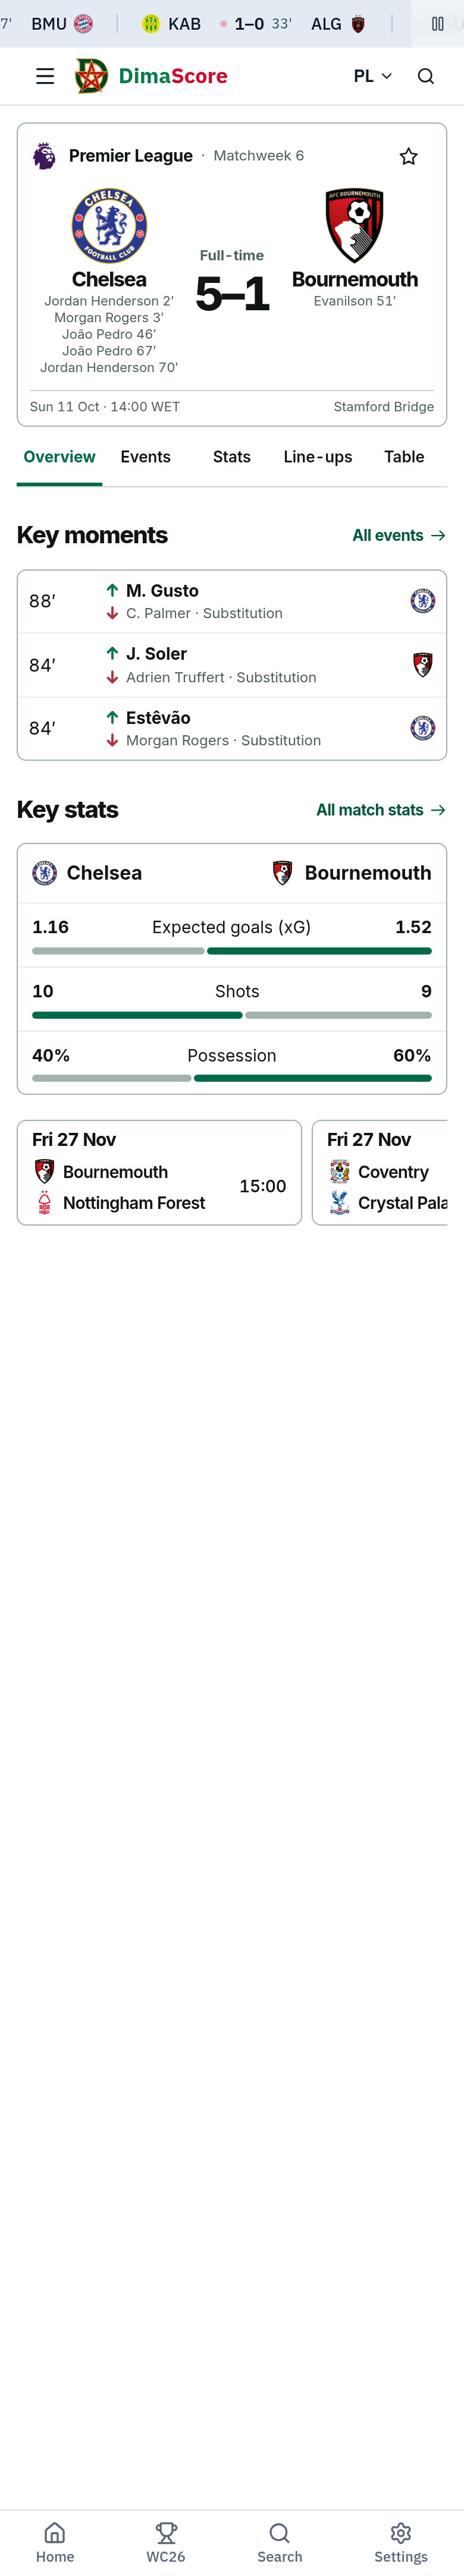 7'
BMU
KAB 1–0 33' ALG
DimaScore
PL
Premier League · Matchweek 6
Chelsea
Full-time
5–1
Bournemouth
Jordan Henderson 2′
Morgan Rogers 3′
João Pedro 46′
João Pedro 67′
Jordan Henderson 70′
Evanilson 51′
Sun 11 Oct · 14:00 WET
Stamford Bridge
Overview Events Stats Line-ups Table
Key moments
All events →
88′
M. Gusto
C. Palmer · Substitution
84′
J. Soler
Adrien Truffert · Substitution
84′
Estêvão
Morgan Rogers · Substitution
Key stats
All match stats →
Chelsea
Bournemouth
1.16 Expected goals (xG) 1.52
10 Shots 9
40% Possession 60%
Fri 27 Nov
Bournemouth
Nottingham Forest
15:00
Fri 27 Nov
Coventry
Crystal Pala
Home WC26 Search Settings